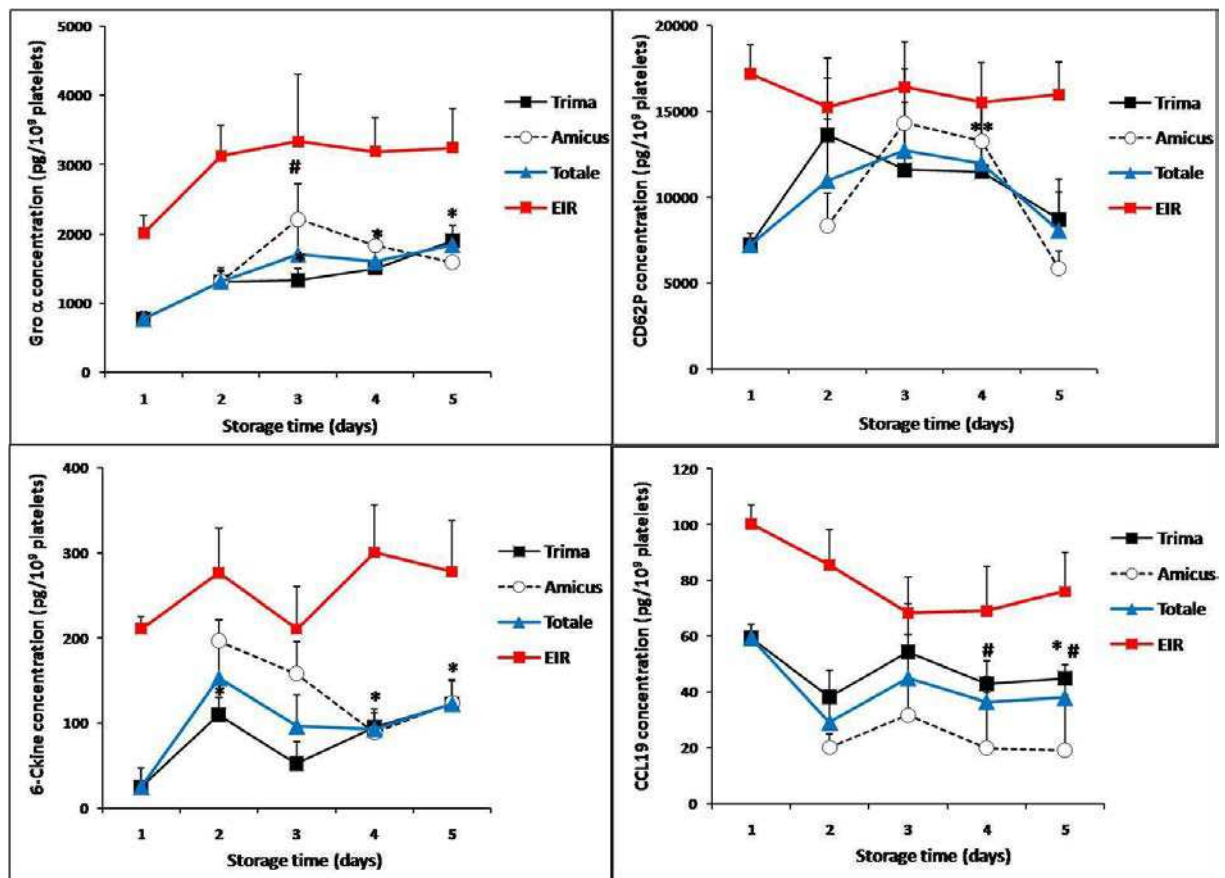 Gro α concentration (pg/10⁹ platelets)
5000
4000
3000
2000
1000
0
#
*
*
*
*
1 2 3 4 5
Storage time (days)
Trima
Amicus
Totale
EIR
CD62P concentration (pg/10⁹ platelets)
20000
15000
10000
5000
0
**
1 2 3 4 5
Storage time (days)
Trima
Amicus
Totale
EIR
6-Ckine concentration (pg/10⁹ platelets)
400
300
200
100
0
*
*
*
1 2 3 4 5
Storage time (days)
Trima
Amicus
Totale
EIR
CCL19 concentration (pg/10⁹ platelets)
120
100
80
60
40
20
0
#
* #
1 2 3 4 5
Storage time (days)
Trima
Amicus
Totale
EIR